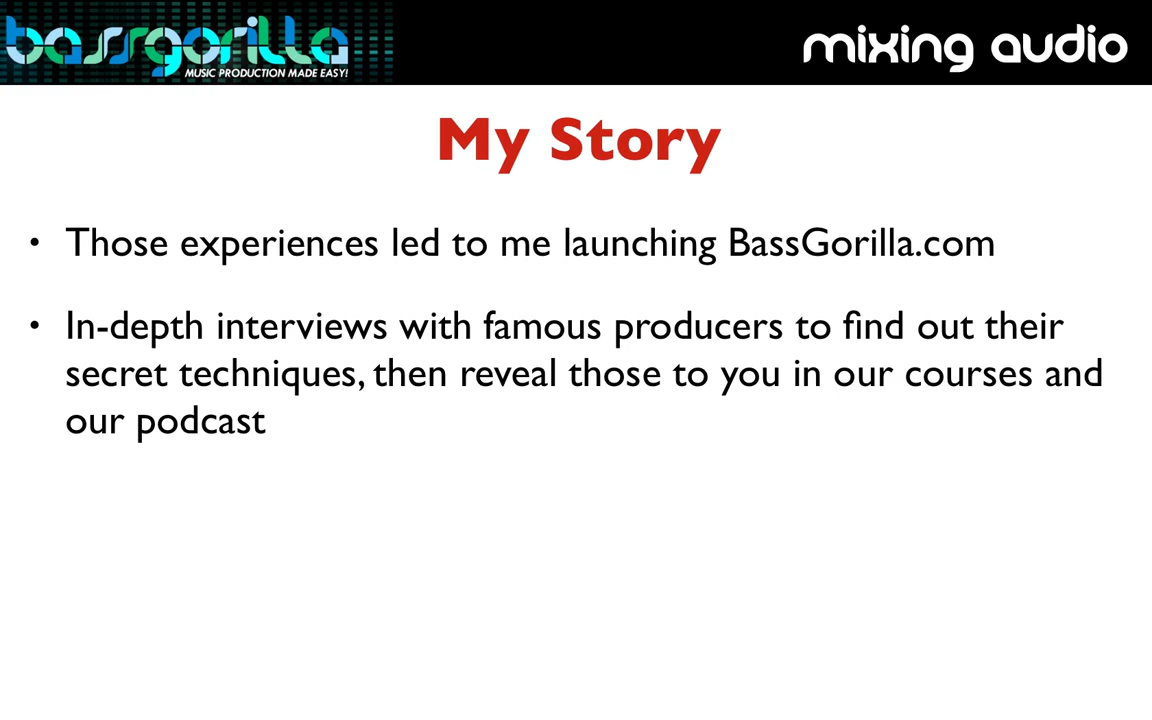 bassgorilla
MUSIC PRODUCTION MADE EASY!
mixing audio
My Story
• Those experiences led to me launching BassGorilla.com
• In-depth interviews with famous producers to find out their
secret techniques, then reveal those to you in our courses and
our podcast